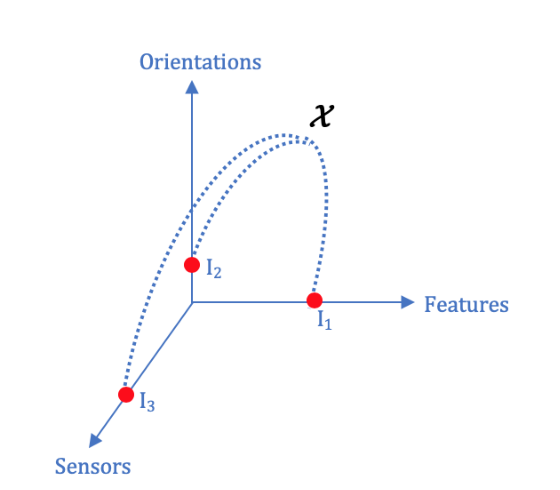 Orientations
𝒳
I₂
Features
I₁
I₃
Sensors